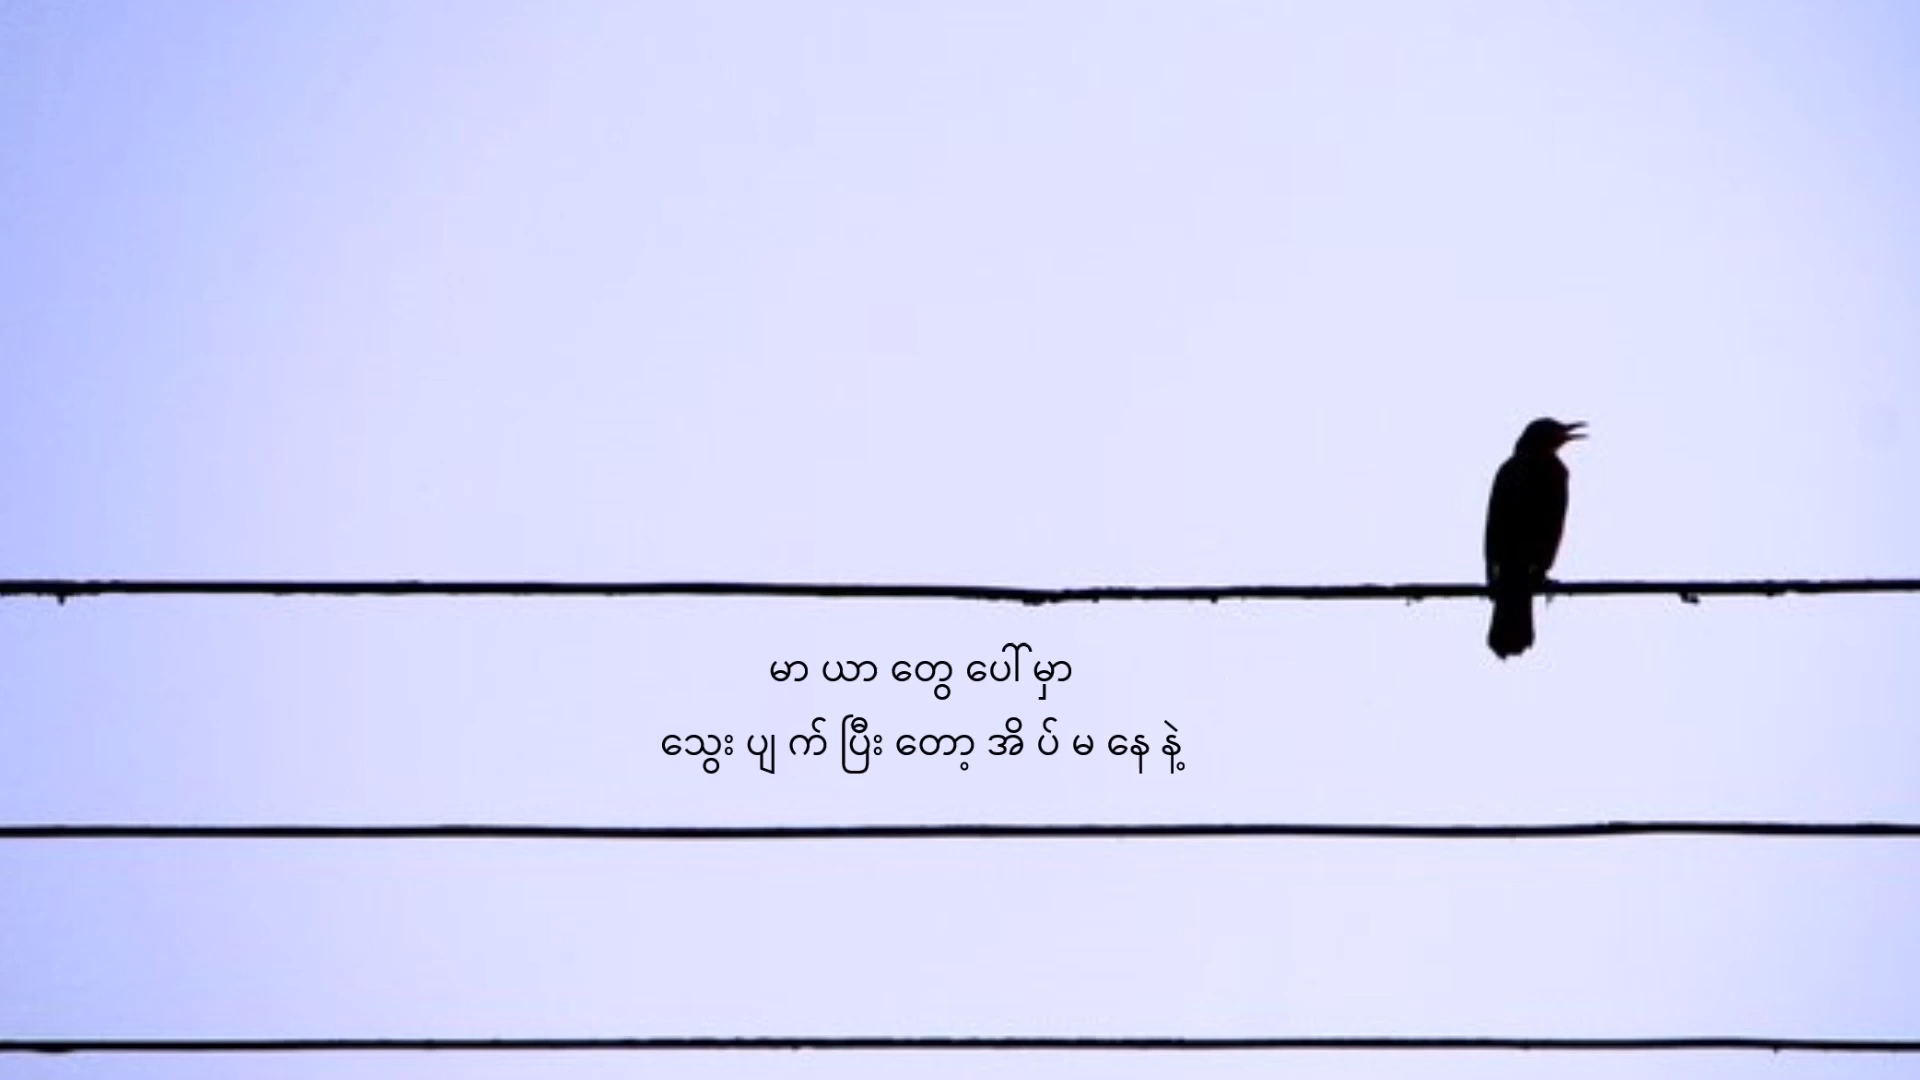 မာ ယာ တွေ ပေါ်မှာ
သွေး ပျ က် ပြီး တော့ အိ ပ် မ နေ နဲ့